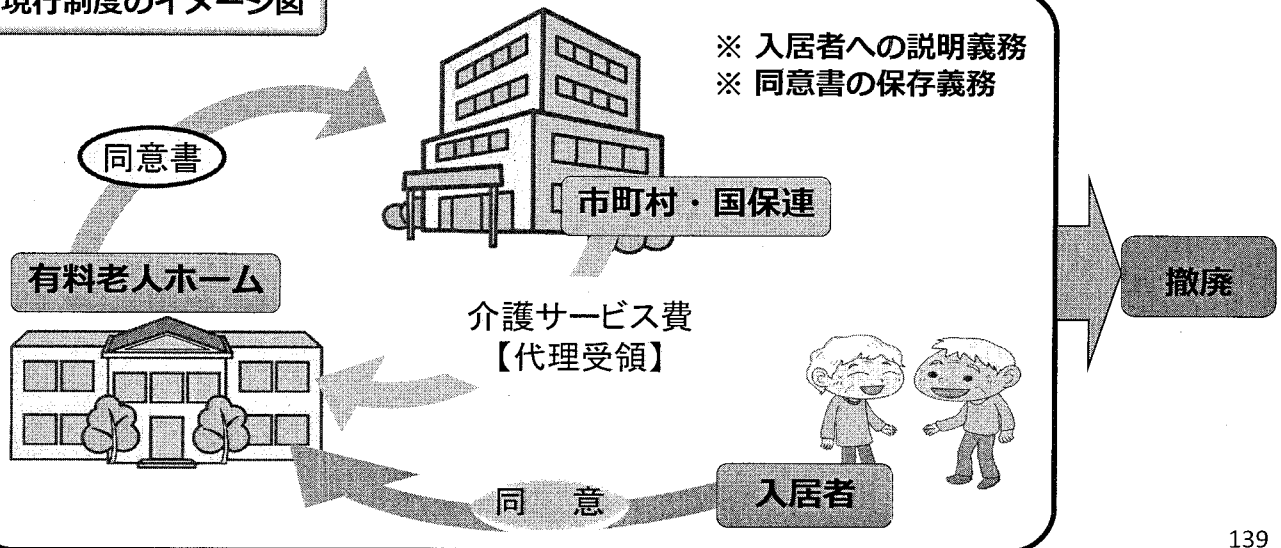 現行制度のイメージ図
※ 入居者への説明義務
※ 同意書の保存義務
同意書
市町村・国保連
有料老人ホーム
撤廃
介護サービス費
【代理受領】
入居者
同 意
139